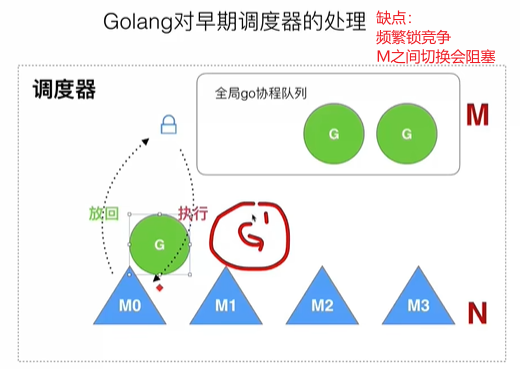 Golang对早期调度器的处理
缺点：
频繁锁竞争
M之间切换会阻塞
调度器
全局go协程队列
G
G
M
放回
执行
G
G'
M0
M1
M2
M3
N